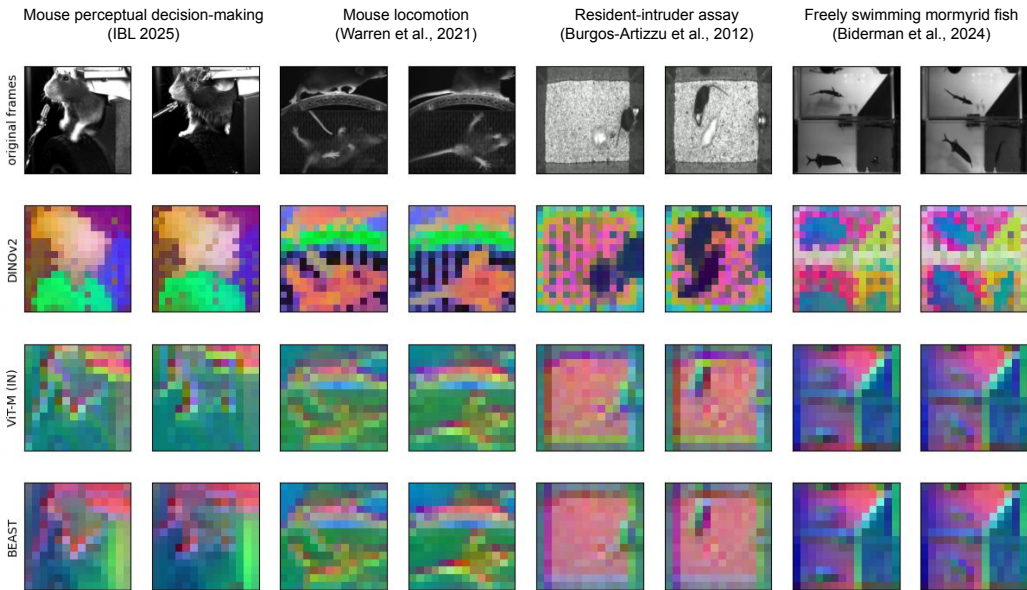 Mouse perceptual decision-making
(IBL 2025)
Mouse locomotion
(Warren et al., 2021)
Resident-intruder assay
(Burgos-Artizzu et al., 2012)
Freely swimming mormyrid fish
(Biderman et al., 2024)
original frames
DINOv2
ViT-M (IN)
BEAST